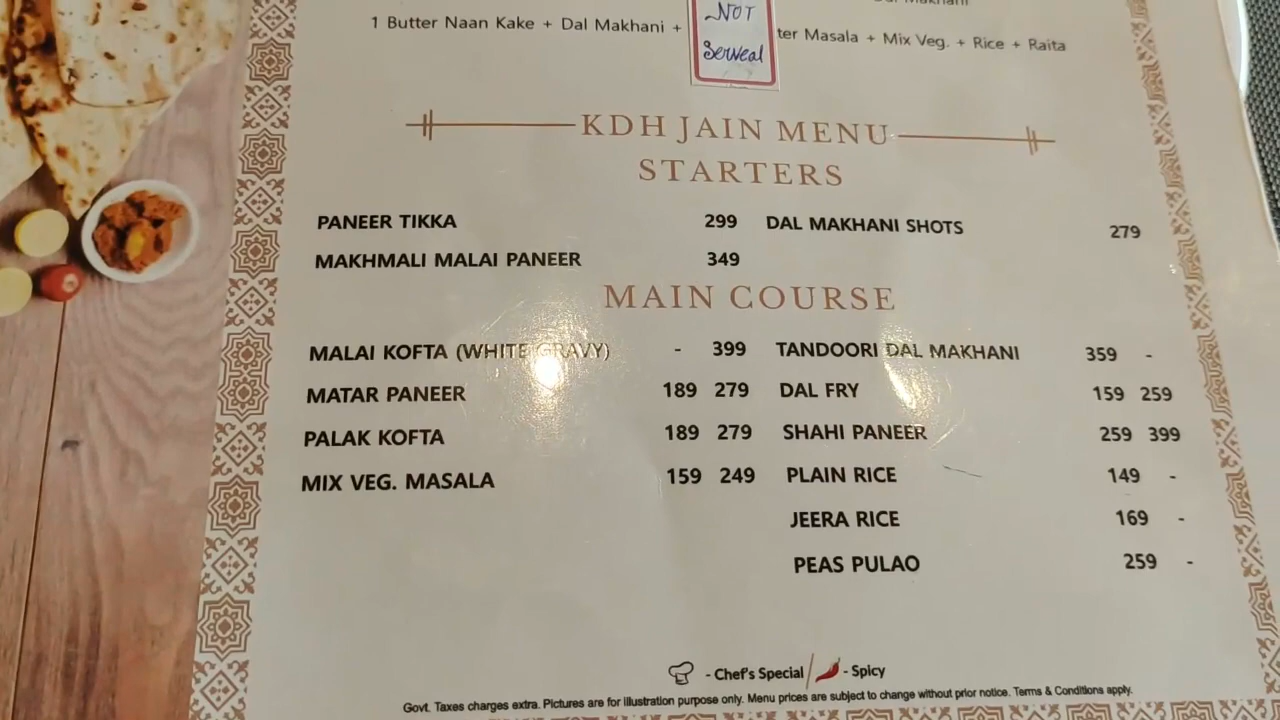 1 Butter Naan Kake + Dal Makhani + ter Masala + Mix Veg. + Rice + Raita
NOT
Serveal
KDH JAIN MENU
STARTERS
PANEER TIKKA 299 DAL MAKHANI SHOTS 279
MAKHMALI MALAI PANEER 349
MAIN COURSE
MALAI KOFTA (WHITE GRAVY) - 399 TANDOORI DAL MAKHANI 359 -
MATAR PANEER 189 279 DAL FRY 159 259
PALAK KOFTA 189 279 SHAHI PANEER 259 399
MIX VEG. MASALA 159 249 PLAIN RICE 149 -
JEERA RICE 169 -
PEAS PULAO 259 -
- Chef's Special / - Spicy
Govt. Taxes charges extra. Pictures are for illustration purpose only. Menu prices are subject to change without prior notice. Terms & Conditions apply.